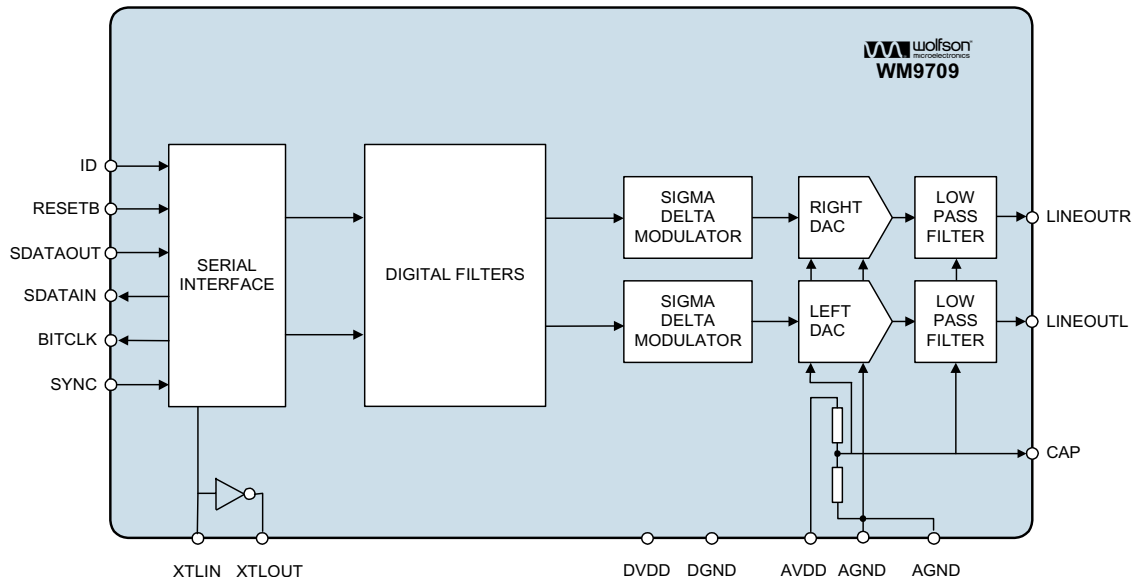 wolfson
microelectronics
WM9709
ID
RESETB
SDATAOUT
SDATAIN
BITCLK
SYNC
SERIAL
INTERFACE
DIGITAL FILTERS
SIGMA
DELTA
MODULATOR
RIGHT
DAC
LOW
PASS
FILTER
LINEOUTR
SIGMA
DELTA
MODULATOR
LEFT
DAC
LOW
PASS
FILTER
LINEOUTL
CAP
XTLIN
XTLOUT
DVDD
DGND
AVDD
AGND
AGND